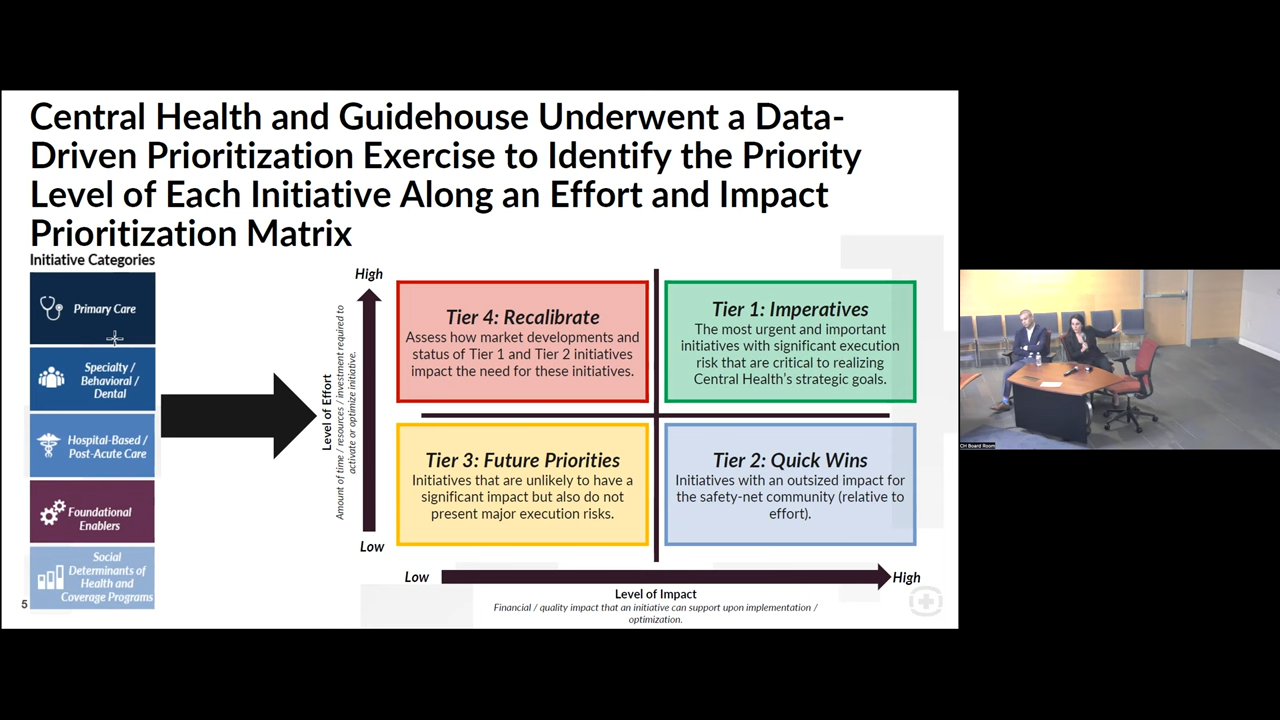 Central Health and Guidehouse Underwent a Data-
Driven Prioritization Exercise to Identify the Priority
Level of Each Initiative Along an Effort and Impact
Prioritization Matrix
Initiative Categories
Primary Care
Specialty /
Behavioral /
Dental
Hospital-Based /
Post-Acute Care
Foundational
Enablers
Social
Determinants of
Health and
Coverage Programs
5
High
Level of Effort
Amount of time / resources / investment required to
activate or optimize initiative.
Low
Tier 4: Recalibrate
Assess how market developments and
status of Tier 1 and Tier 2 initiatives
impact the need for these initiatives.
Tier 1: Imperatives
The most urgent and important
initiatives with significant execution
risk that are critical to realizing
Central Health's strategic goals.
Tier 3: Future Priorities
Initiatives that are unlikely to have a
significant impact but also do not
present major execution risks.
Tier 2: Quick Wins
Initiatives with an outsized impact for
the safety-net community (relative to
effort).
Low
High
Level of Impact
Financial / quality impact that an initiative can support upon implementation /
optimization.
CH Board Room